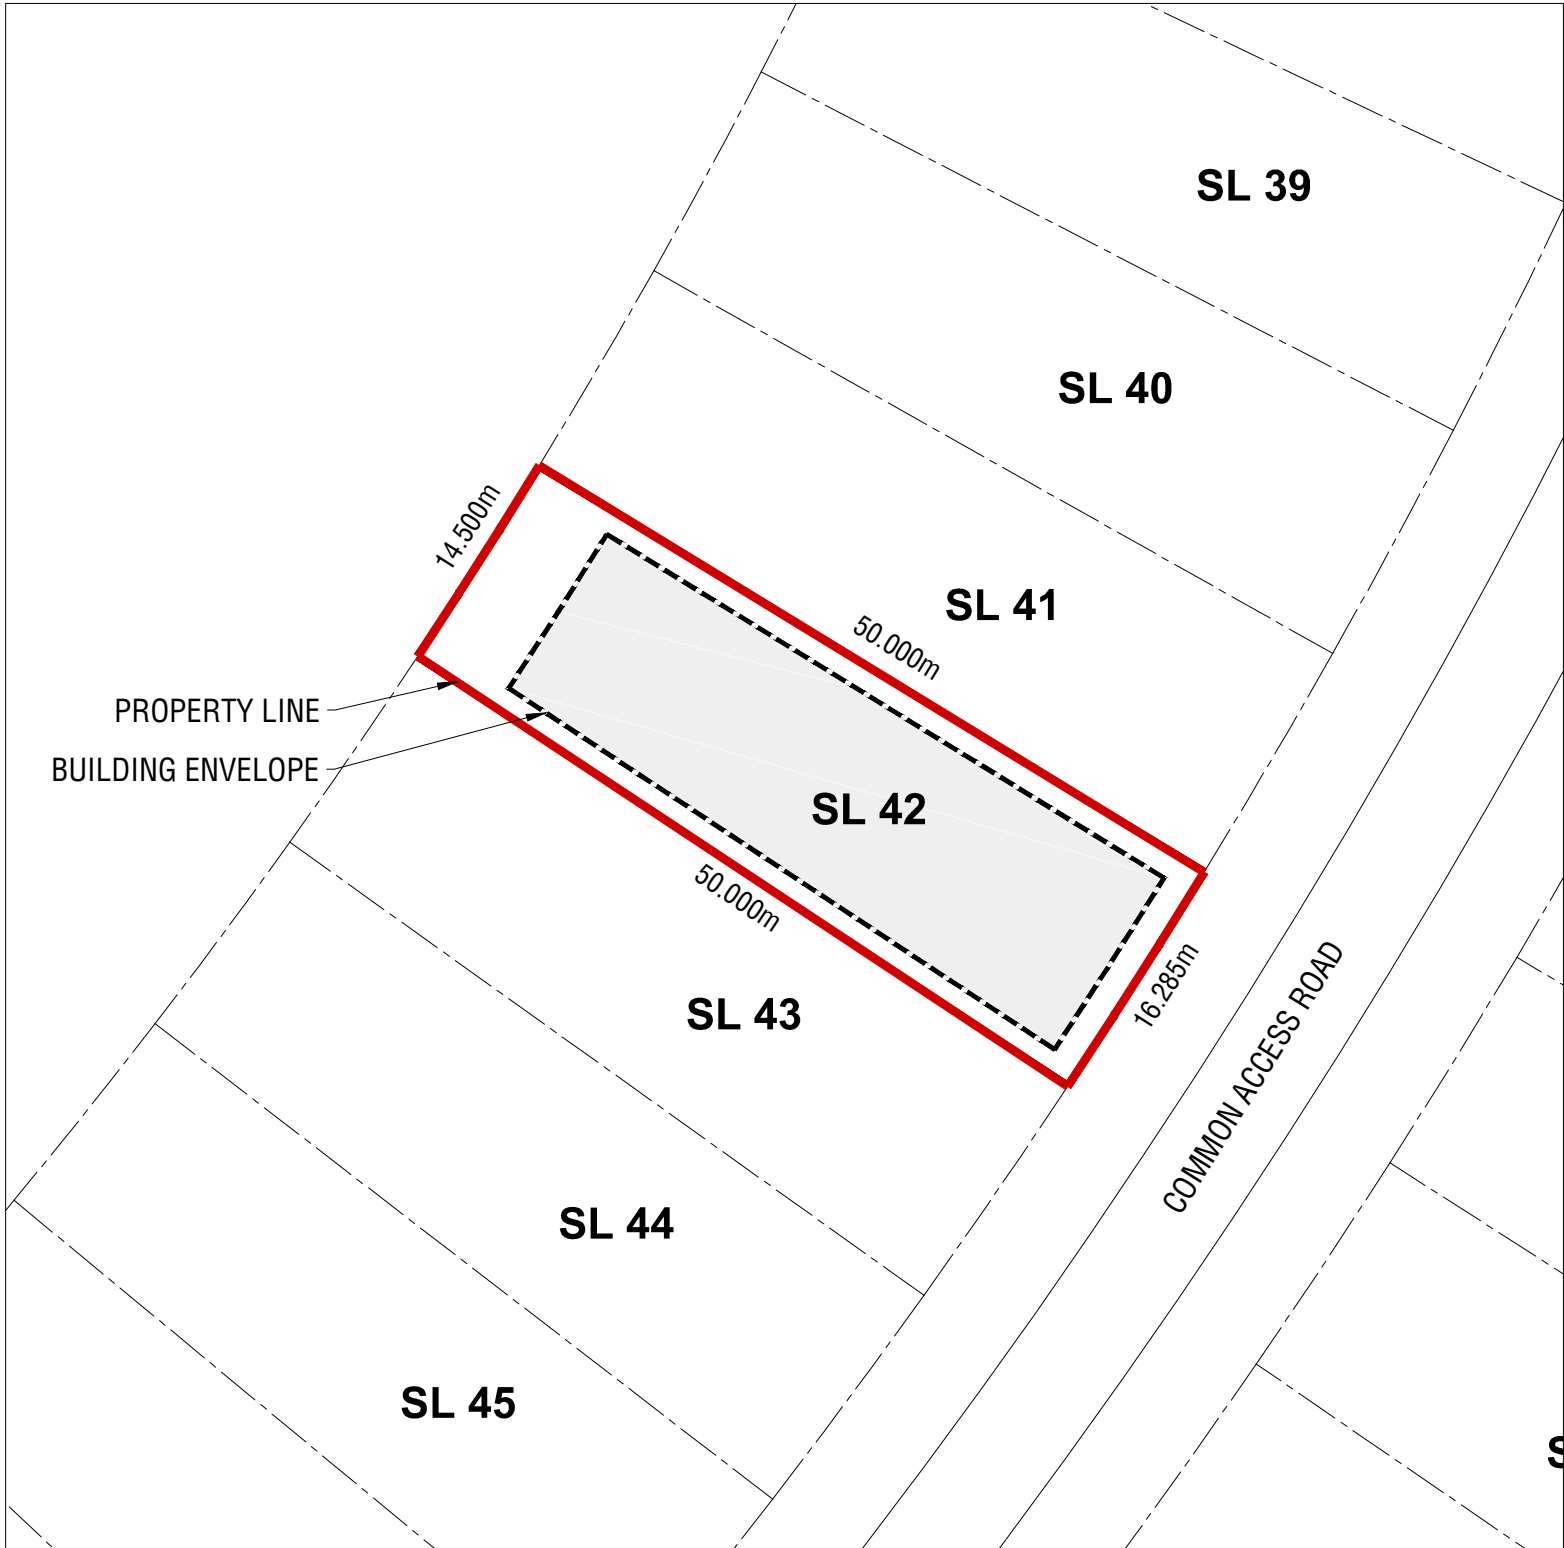 SL 39
SL 40
14.500m
SL 41
50.000m
PROPERTY LINE
BUILDING ENVELOPE
SL 42
50.000m
16.285m
SL 43
COMMON ACCESS ROAD
SL 44
SL 45
S